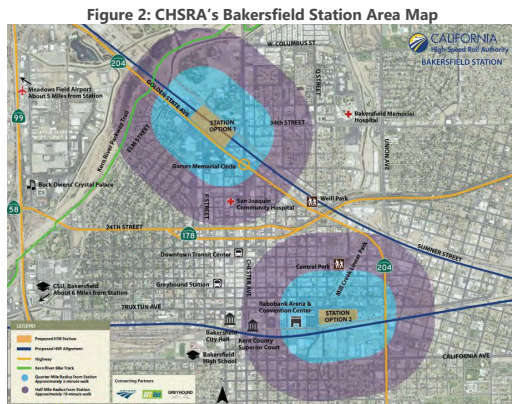 Figure 2: CHSRA's Bakersfield Station Area Map
CALIFORNIA
High-Speed Rail Authority
BAKERSFIELD STATION
W. COLUMBUS ST
204
Meadows Field Airport
About 5 Miles from Station
GOLDEN STATE AVE
Q STREET
99
Kern River Parkway Trail
ELM STREET
STATION
OPTION 1
34TH STREET
Bakersfield Memorial
Hospital
UNION AVE
Garces Memorial Circle
Buck Owens' Crystal Palace
F STREET
San Joaquin
Community Hospital
Weill Park
58
24TH STREET
178
SUMNER STREET
Downtown Transit Center
CHESTER AVE
Central Park
Mill Creek Linear Park
204
CSU, Bakersfield
About 6 Miles from Station
Greyhound Station
TRUXTUN AVE
Rabobank Arena &
Convention Center
STATION
OPTION 2
LEGEND
Proposed HSR Station
Proposed HSR Alignment
Highway
Kern River Bike Track
Quarter Mile Radius from Station
Approximately 5 minute walk
Half Mile Radius from Station
Approximately 10 minute walk
Bakersfield
City Hall
Kern County
Superior Court
Bakersfield
High School
CALIFORNIA AVE
Connecting Partners
AMTRAK
GREYHOUND